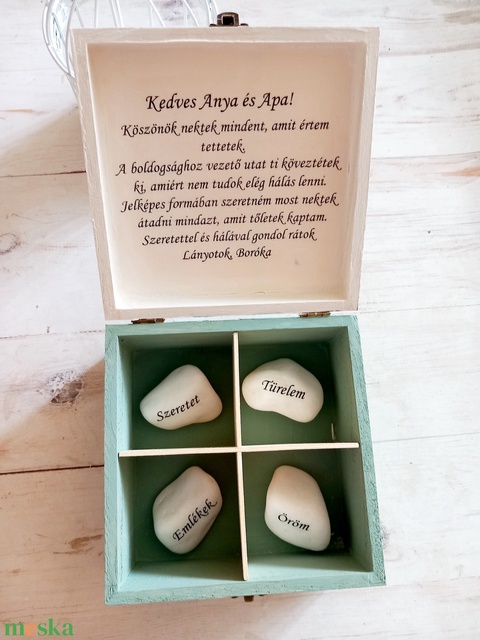 Kedves Anya és Apa!
Köszönök nektek mindent, amit értem
tettetek.
A boldogsághoz vezető utat ti köveztétek
ki, amiért nem tudok elég hálás lenni.
Jelképes formában szeretném most nektek
átadni mindazt, amit tőletek kaptam.
Szeretettel és hálával gondol rátok
Lányotok, Boróka
Szeretet
Türelem
Emlékek
Öröm
meska